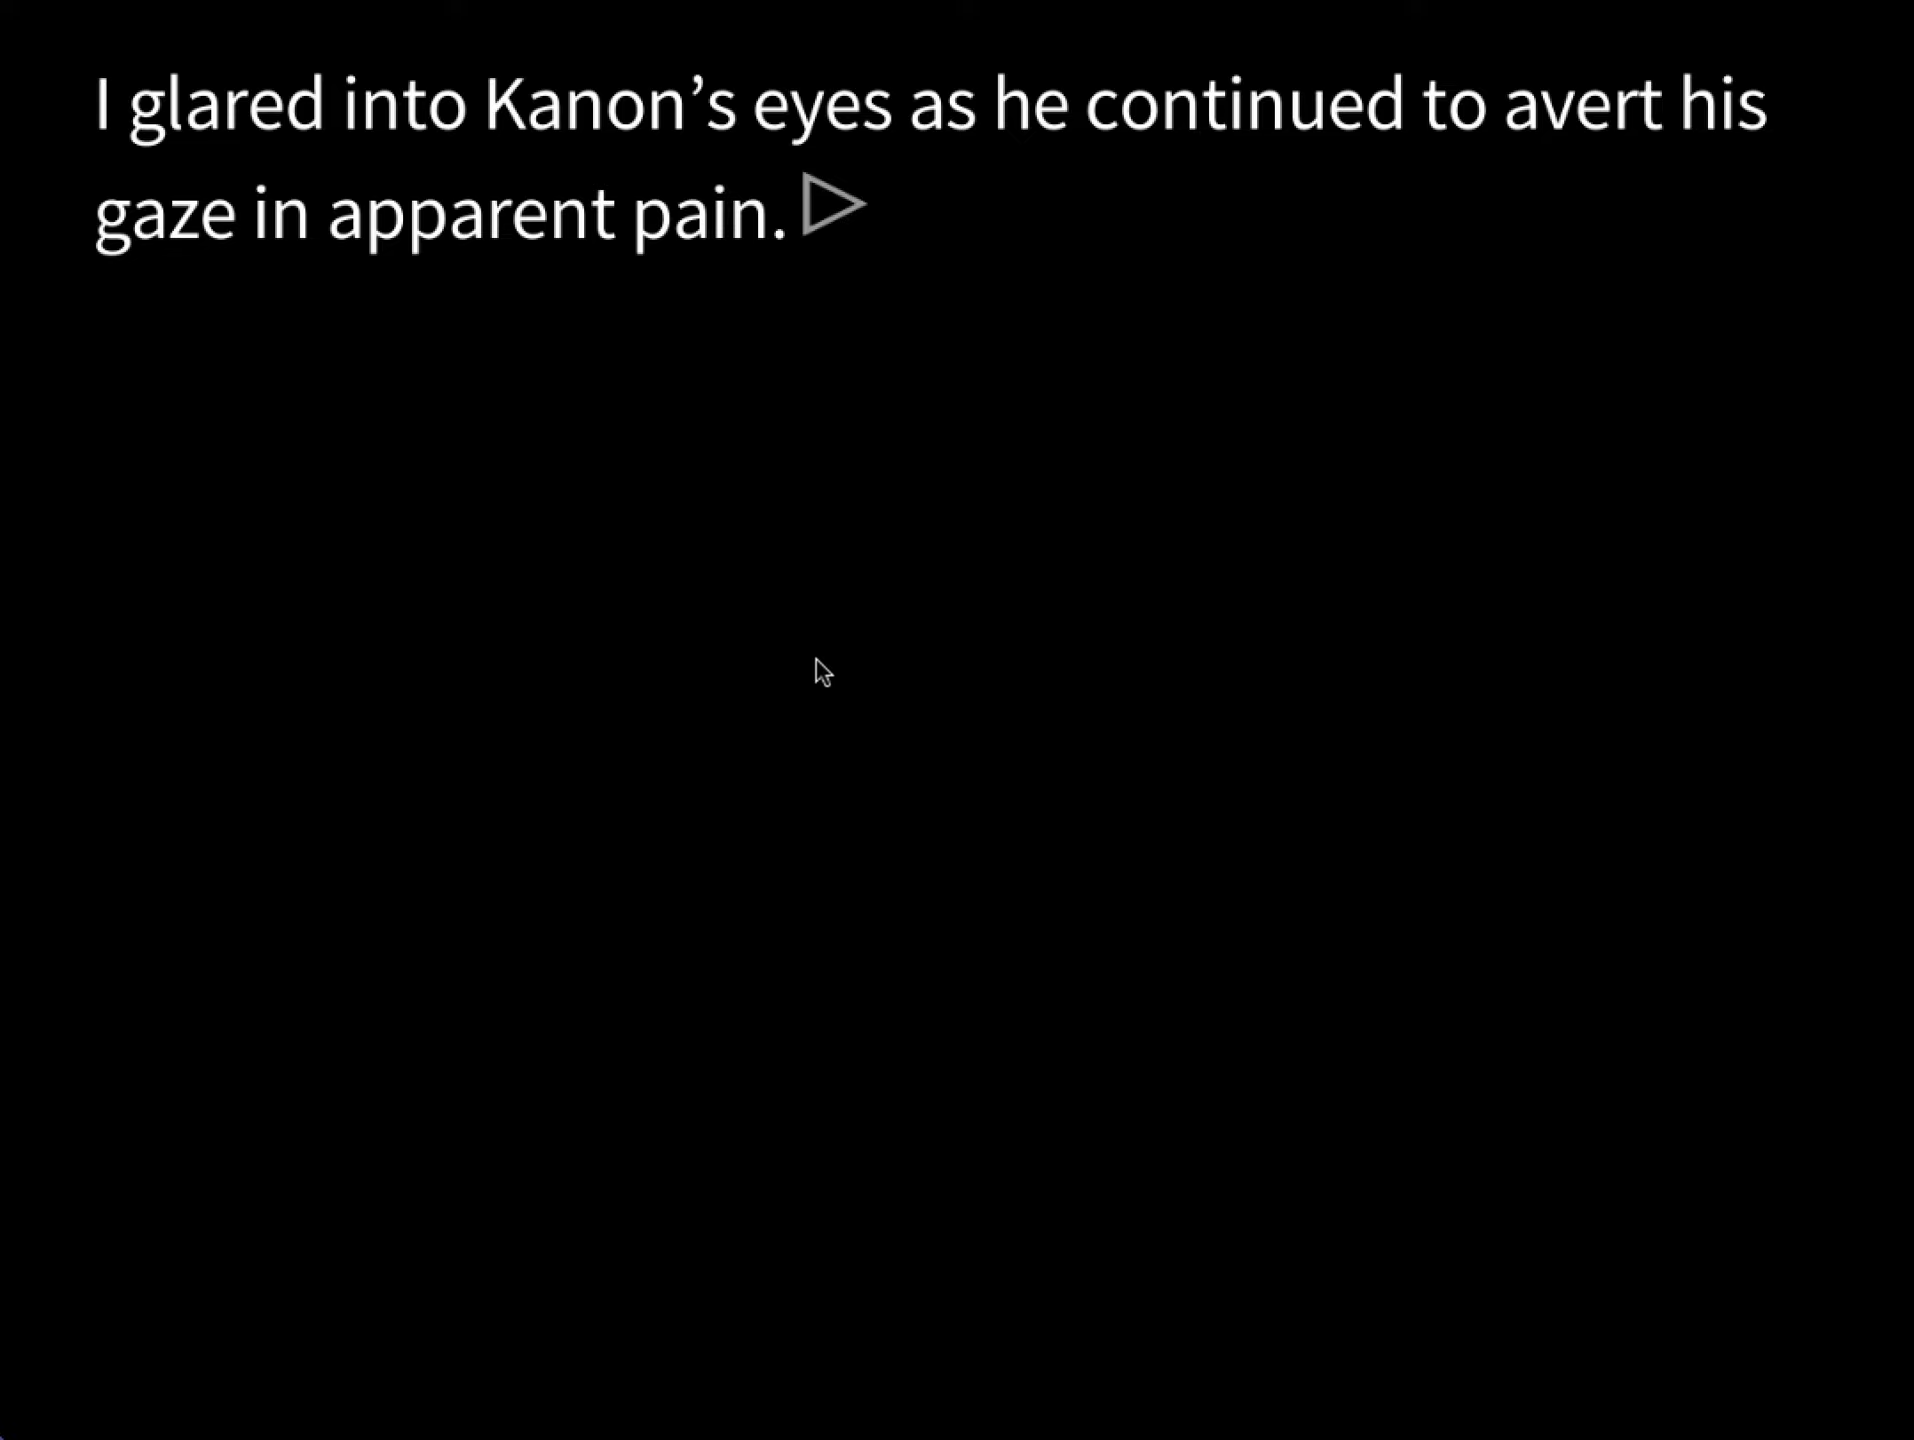 I glared into Kanon’s eyes as he continued to avert his
gaze in apparent pain.